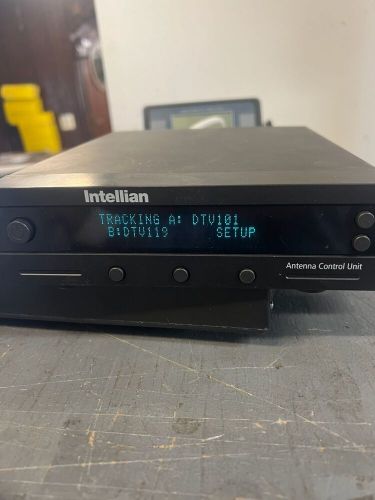 Intellian
TRACKING A: DTV101
B:DTV119 SETUP
Antenna Control Unit